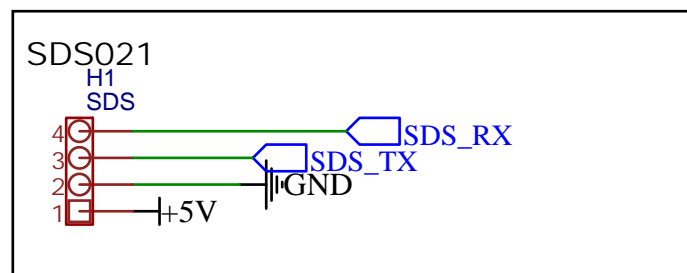 SDS021
H1
SDS
4 SDS_RX
3 SDS_TX
2 GND
1 +5V